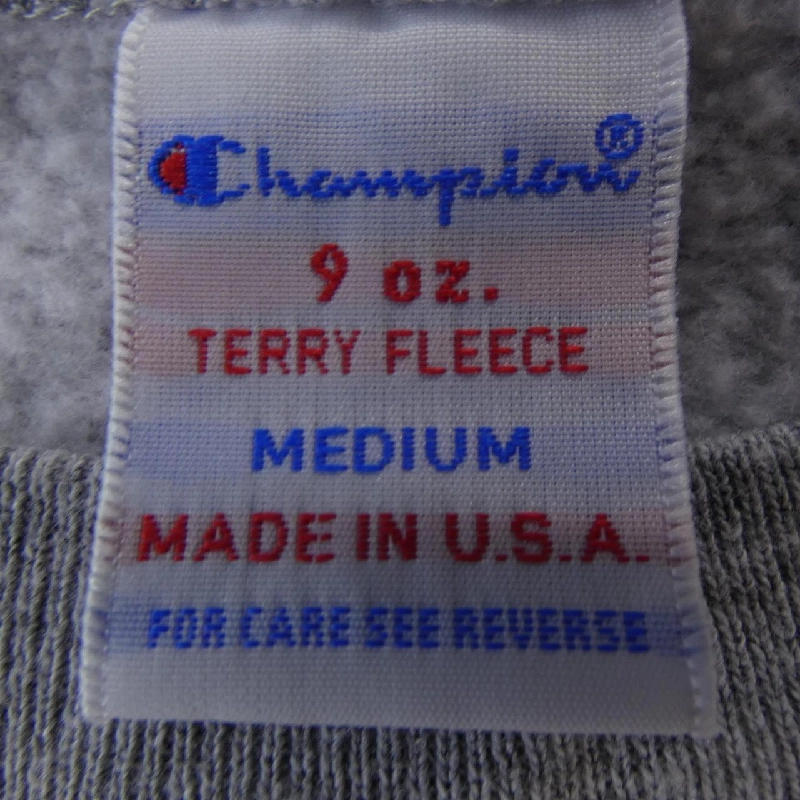 Champion®
9 oz.
TERRY FLEECE
MEDIUM
MADE IN U.S.A.
FOR CARE SEE REVERSE